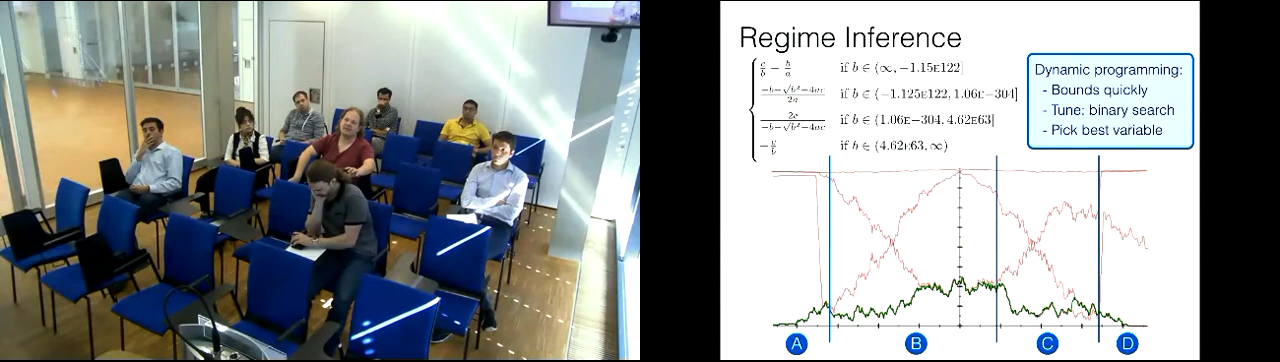 Regime Inference
c/b − b/a if b ∈ (∞, −1.15E122]
−b−√b²−4ac/2a if b ∈ (−1.125E122, 1.06E−304]
2c/−b−√b²−4ac if b ∈ (1.06E−304, 4.62E63]
if b ∈ (4.62E63, ∞)
Dynamic programming:
- Bounds quickly
- Tune: binary search
- Pick best variable
A B C D